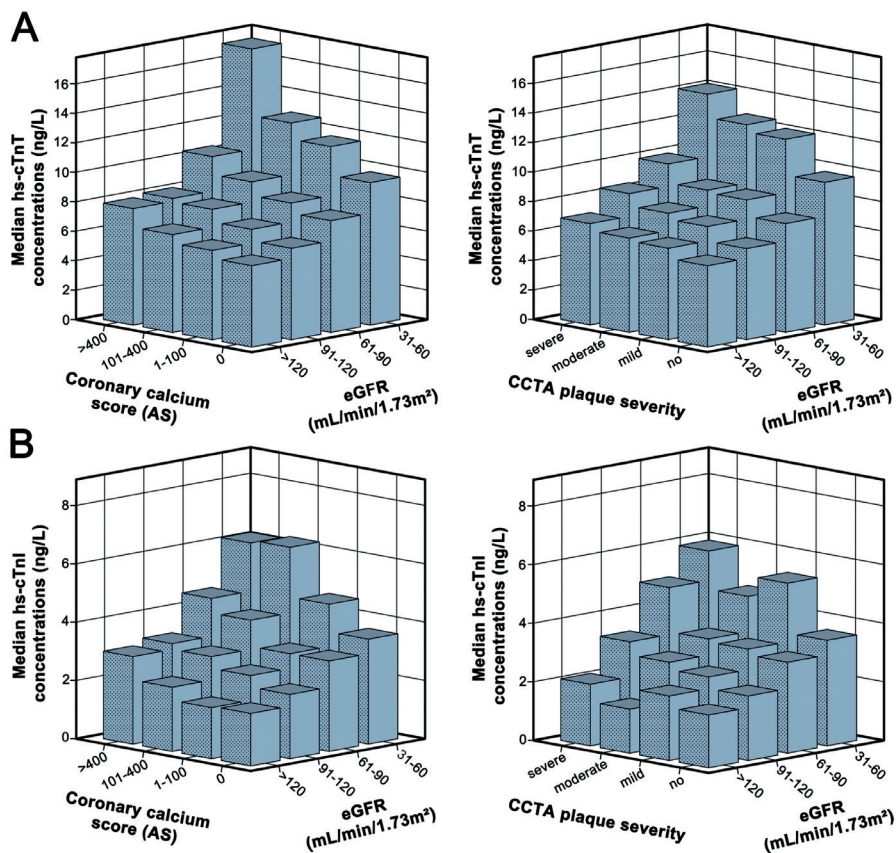 A
Median hs-cTnT
concentrations (ng/L)
16
14
12
10
8
6
4
2
0
>400
101-400
1-100
0
Coronary calcium
score (AS)
>120
91-120
61-90
31-60
eGFR
(mL/min/1.73m²)
Median hs-cTnT
concentrations (ng/L)
16
14
12
10
8
6
4
2
0
severe
moderate
mild
no
CCTA plaque severity
>120
91-120
61-90
31-60
eGFR
(mL/min/1.73m²)
B
Median hs-cTnI
concentrations (ng/L)
8
6
4
2
0
>400
101-400
1-100
0
Coronary calcium
score (AS)
>120
91-120
61-90
31-60
eGFR
(mL/min/1.73m²)
Median hs-cTnI
concentrations (ng/L)
8
6
4
2
0
severe
moderate
mild
no
CCTA plaque severity
>120
91-120
61-90
31-60
eGFR
(mL/min/1.73m²)